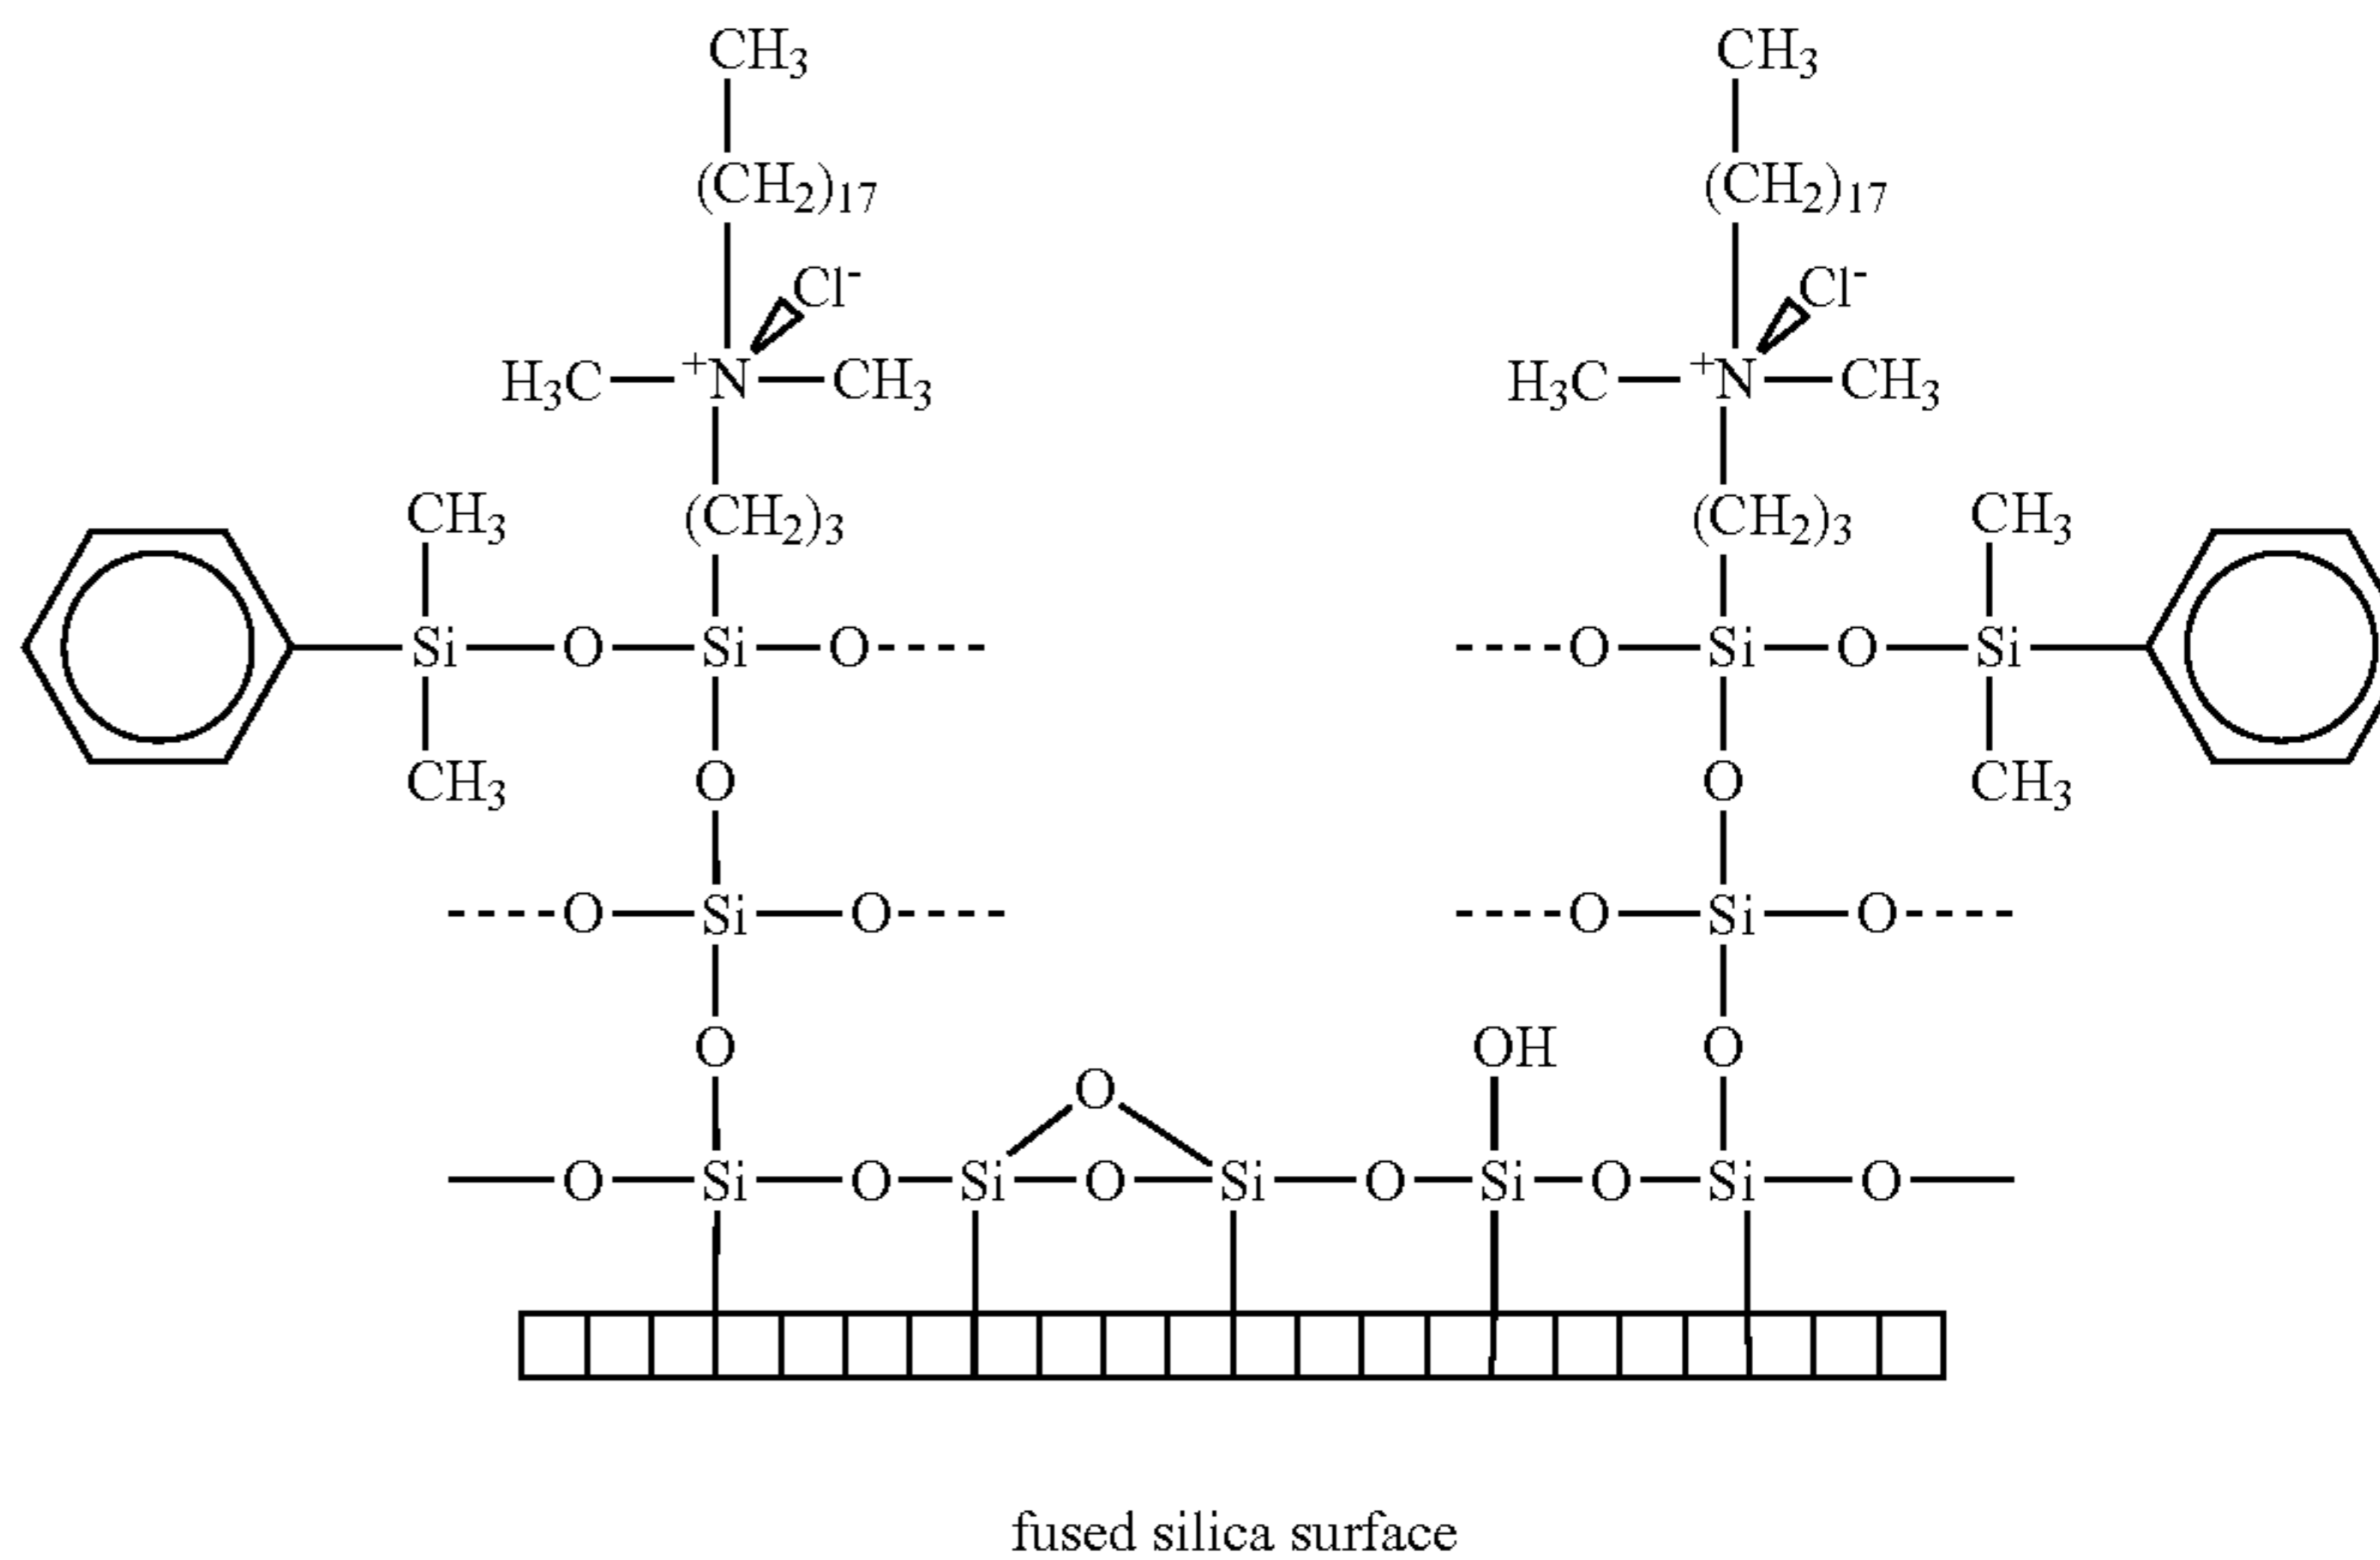 CH3 CH3
(CH2)17 (CH2)17
Cl- Cl-
H3C +N CH3 H3C +N CH3
CH3 (CH2)3 (CH2)3 CH3
Si O Si O O Si O Si
CH3 O O CH3
O Si O O Si O
O OH O
O
O Si O Si O Si O Si O Si O
fused silica surface